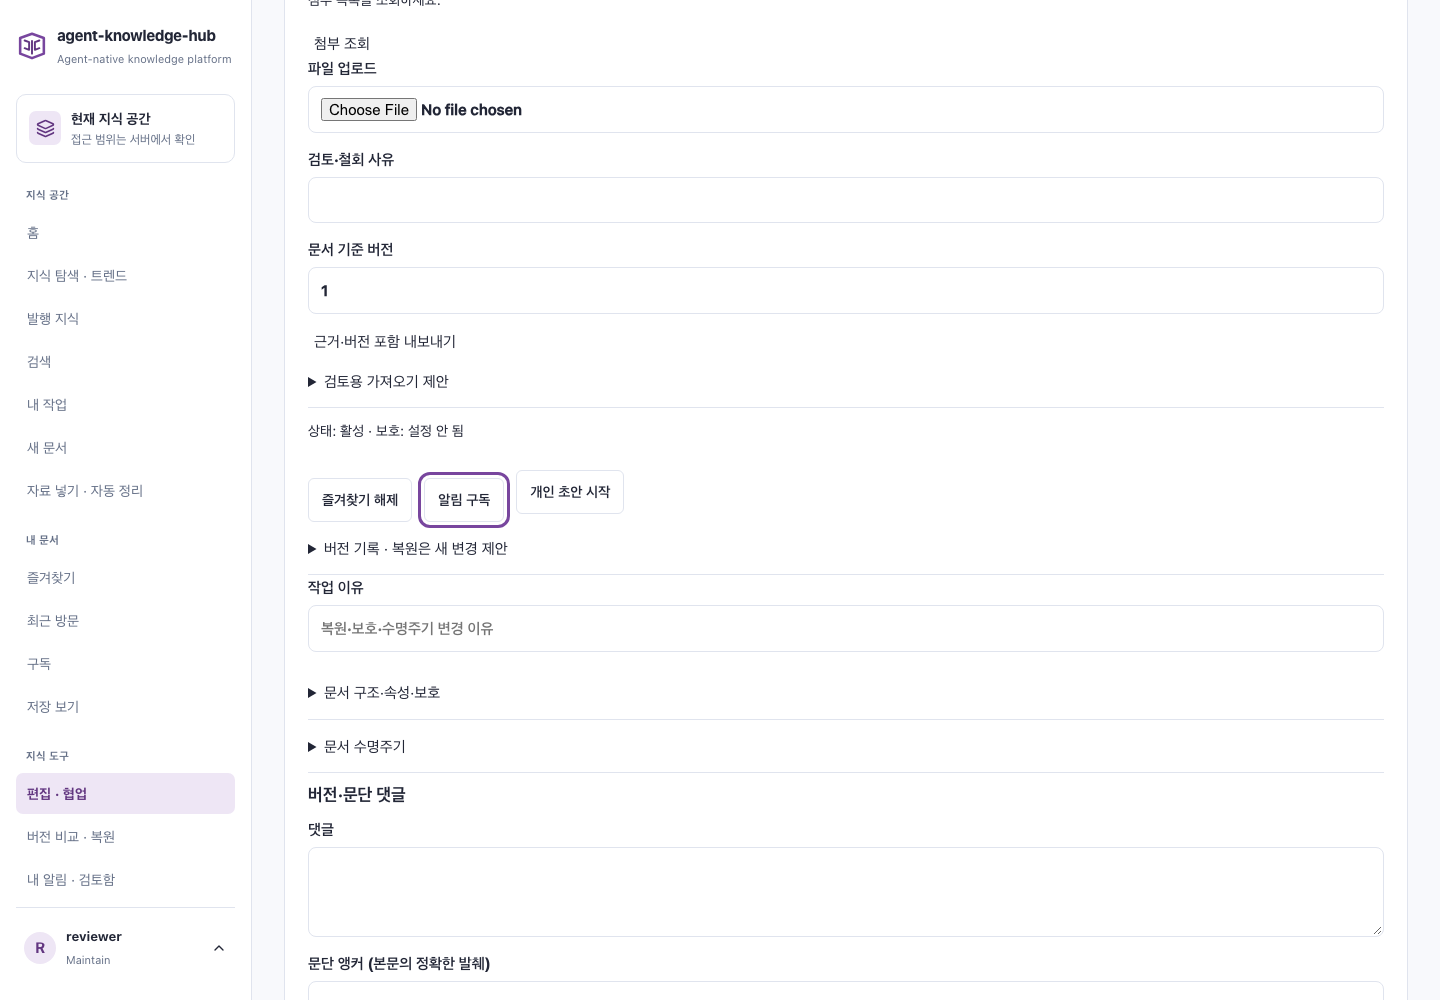 agent-knowledge-hub
Agent-native knowledge platform
현재 지식 공간
접근 범위는 서버에서 확인
지식 공간
홈
지식 탐색 · 트렌드
발행 지식
검색
내 작업
새 문서
자료 넣기 · 자동 정리
내 문서
즐겨찾기
최근 방문
구독
저장 보기
지식 도구
편집 · 협업
버전 비교 · 복원
내 알림 · 검토함
R
reviewer
Maintain
첨부 목록을 조회하세요.
첨부 조회
파일 업로드
Choose File No file chosen
검토·철회 사유
문서 기준 버전
1
근거·버전 포함 내보내기
▶ 검토용 가져오기 제안
상태: 활성 · 보호: 설정 안 됨
즐겨찾기 해제
알림 구독
개인 초안 시작
▶ 버전 기록 · 복원은 새 변경 제안
작업 이유
복원·보호·수명주기 변경 이유
▶ 문서 구조·속성·보호
▶ 문서 수명주기
버전·문단 댓글
댓글
문단 앵커 (본문의 정확한 발췌)